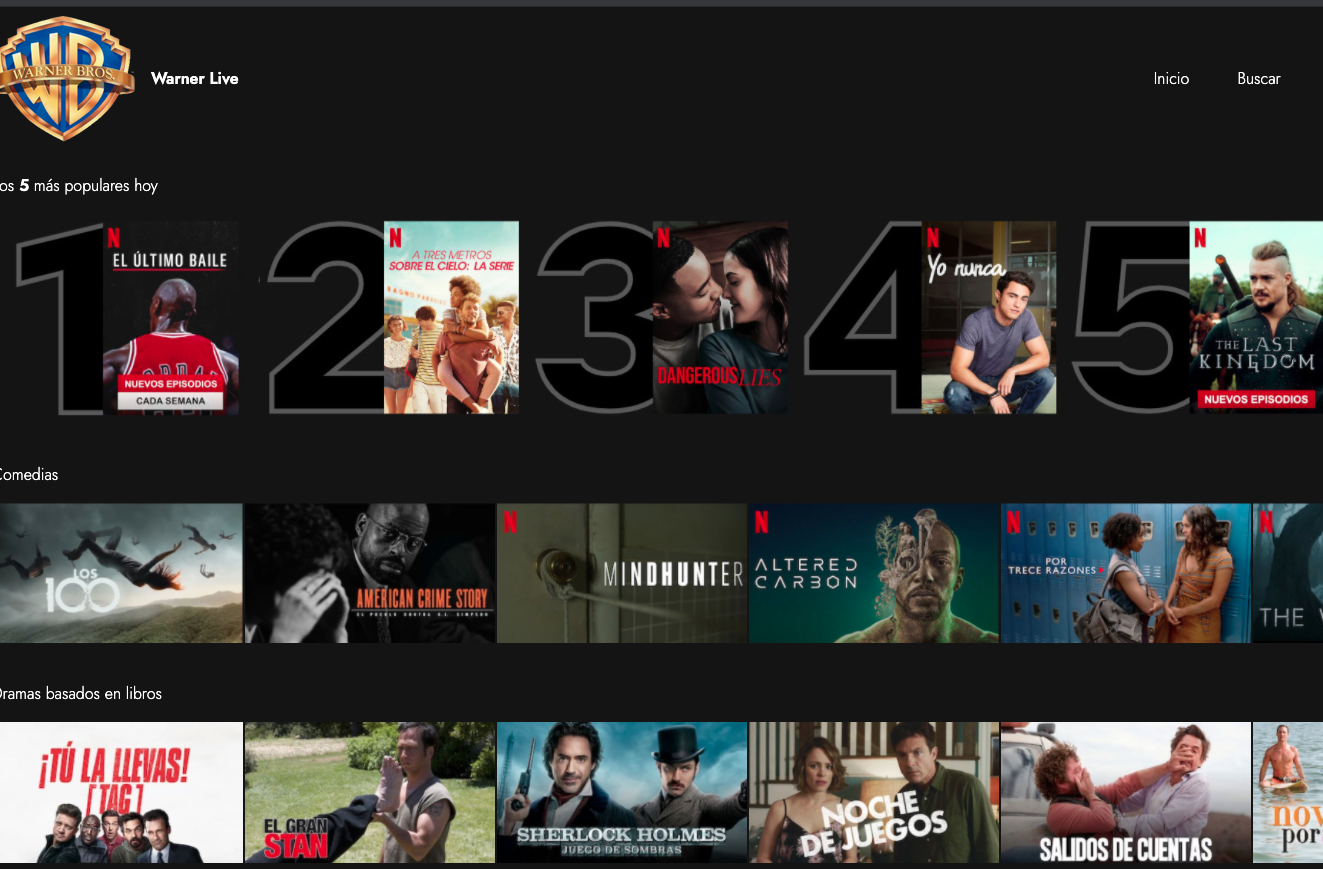 WARNER BROS.
Warner Live
Inicio
Buscar
os 5 más populares hoy
1
N
EL ÚLTIMO BAILE
NUEVOS EPISODIOS
CADA SEMANA
2
N
A TRES METROS
SOBRE EL CIELO: LA SERIE
3
N
DANGEROUS LIES
4
N
Yo nunca
5
N
THE LAST
KINGDOM
NUEVOS EPISODIOS
Comedias
LOS
100
AMERICAN CRIME STORY
EL PUEBLO CONTRA O.J. SIMPSON
N
MINDHUNTER
N
ALTERED
CARBON
N
POR
TRECE RAZONES
N
THE
Dramas basados en libros
¡TÚ LA LLEVAS!
[TAG]
EL GRAN
STAN
SHERLOCK HOLMES
JUEGO DE SOMBRAS
NOCHE
DE JUEGOS
SALIDOS DE CUENTAS
nov
por